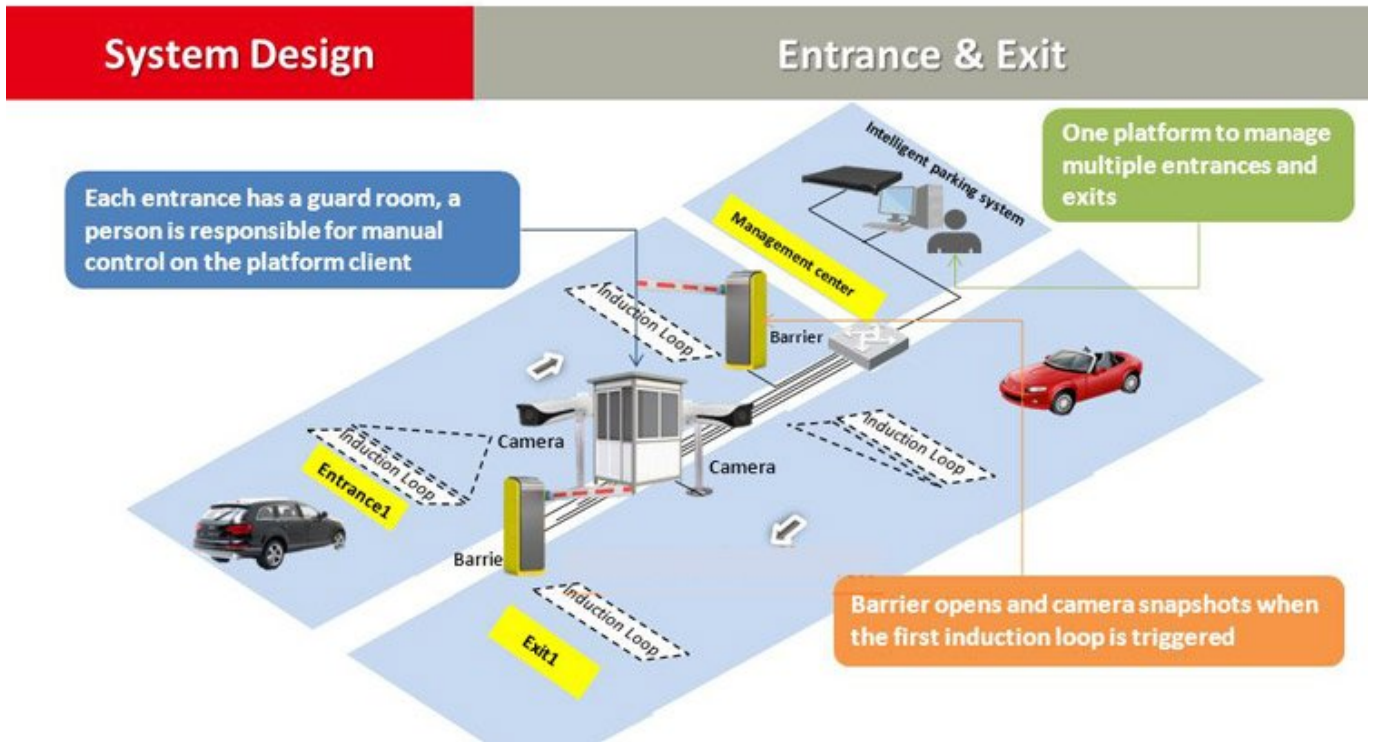 System Design
Entrance & Exit
One platform to manage
multiple entrances and
exits
Intelligent parking system
Each entrance has a guard room, a
person is responsible for manual
control on the platform client
Management center
Induction Loop
Barrier
Camera
Induction Loop
Entrance1
Camera
Induction Loop
Barrie
Induction Loop
Exit1
Barrier opens and camera snapshots when
the first induction loop is triggered